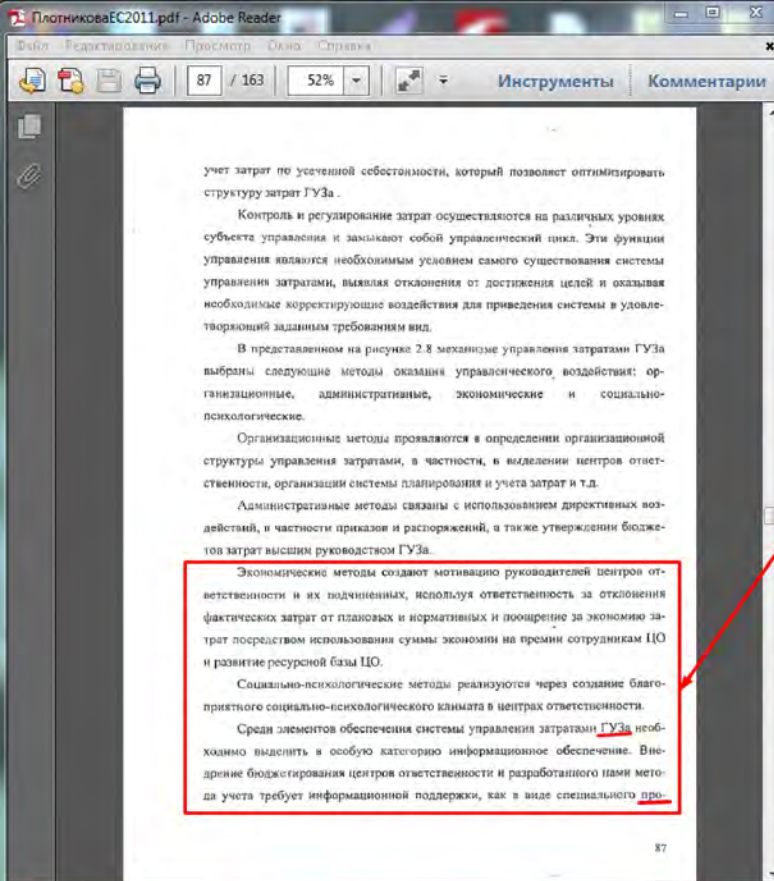 ПлотниковаЕС2011.pdf - Adobe Reader
Файл Редактирование Просмотр Окно Справка
87 / 163 52% Инструменты Комментарии
учет затрат по усеченной себестоимости, который позволяет оптимизировать
структуру затрат ГУЗа .
Контроль и регулирование затрат осуществляются на различных уровнях
субъекта управления и замыкают собой управленческий цикл. Эти функции
управления являются необходимым условием самого существования системы
управления затратами, выявляя отклонения от достижения целей и оказывая
необходимые корректирующие воздействия для приведения системы в удовле-
творяющий заданным требованиям вид.
В представленном на рисунке 2.8 механизме управления затратами ГУЗа
выбраны следующие методы оказания управленческого воздействия: ор-
ганизационные, административные, экономические и социально-
психологические.
Организационные методы проявляются в определении организационной
структуры управления затратами, в частности, в выделении центров ответ-
ственности, организации системы планирования и учета затрат и т.д.
Административные методы связаны с использованием директивных воз-
действий, в частности приказов и распоряжений, а также утверждении бюдже-
тов затрат высшим руководством ГУЗа.
Экономические методы создают мотивацию руководителей центров от-
ветственности и их подчиненных, используя ответственность за отклонения
фактических затрат от плановых и нормативных и поощрение за экономию за-
трат посредством использования суммы экономии на премии сотрудникам ЦО
и развитие ресурсной базы ЦО.
Социально-психологические методы реализуются через создание благо-
приятного социально-психологического климата в центрах ответственности.
Среди элементов обеспечения системы управления затратами ГУЗа необ-
ходимо выделить в особую категорию информационное обеспечение. Вне-
дрение бюджетирования центров ответственности и разработанного нами мето-
да учета требует информационной поддержки, как в виде специального про-
87